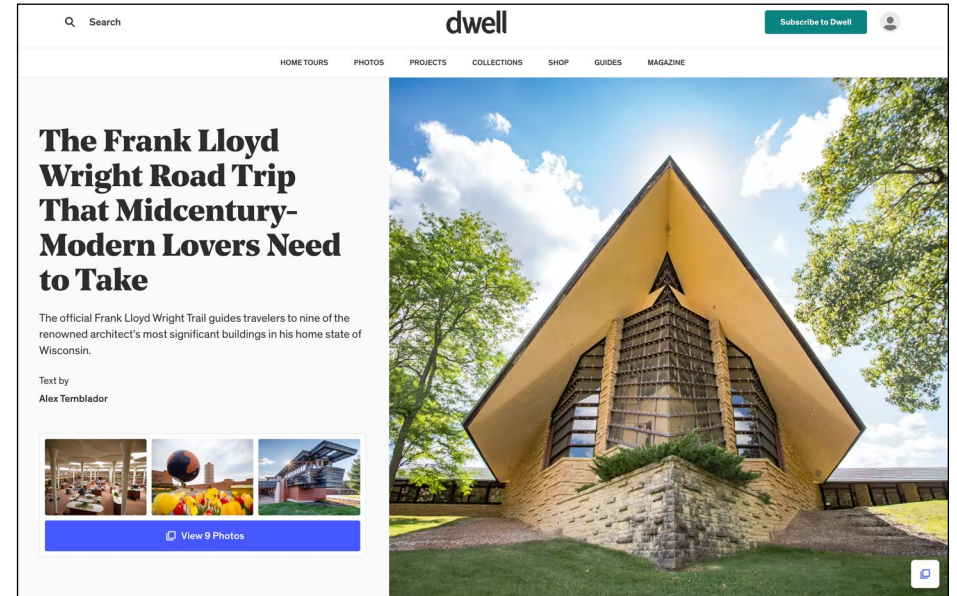 Search
dwell
Subscribe to Dwell
HOME TOURS
PHOTOS
PROJECTS
COLLECTIONS
SHOP
GUIDES
MAGAZINE
The Frank Lloyd
Wright Road Trip
That Midcentury-
Modern Lovers Need
to Take
The official Frank Lloyd Wright Trail guides travelers to nine of the
renowned architect's most significant buildings in his home state of
Wisconsin.
Text by
Alex Temblador
View 9 Photos